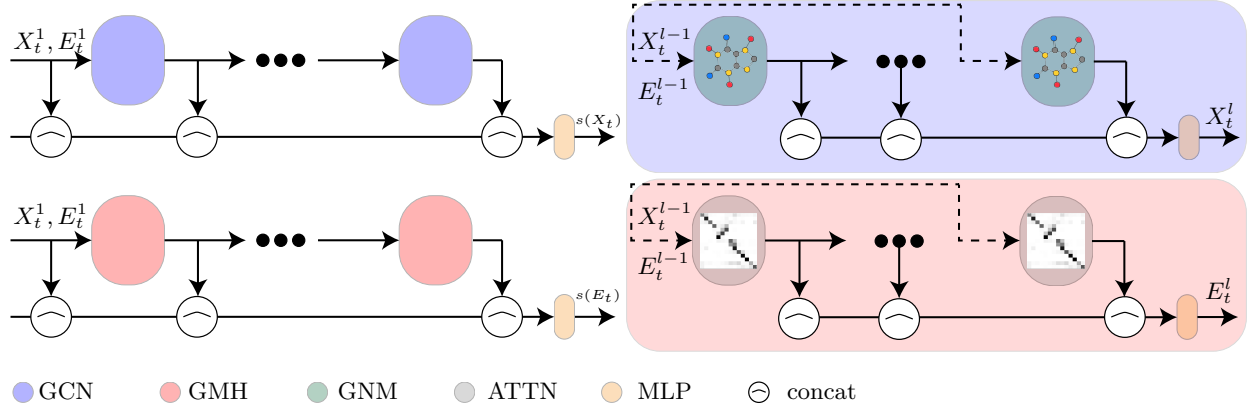 X_t^1, E_t^1
s(X_t)
X_t^{l-1}
E_t^{l-1}
X_t^l
X_t^1, E_t^1
s(E_t)
X_t^{l-1}
E_t^{l-1}
E_t^l
GCN GMH GNM ATTN MLP concat